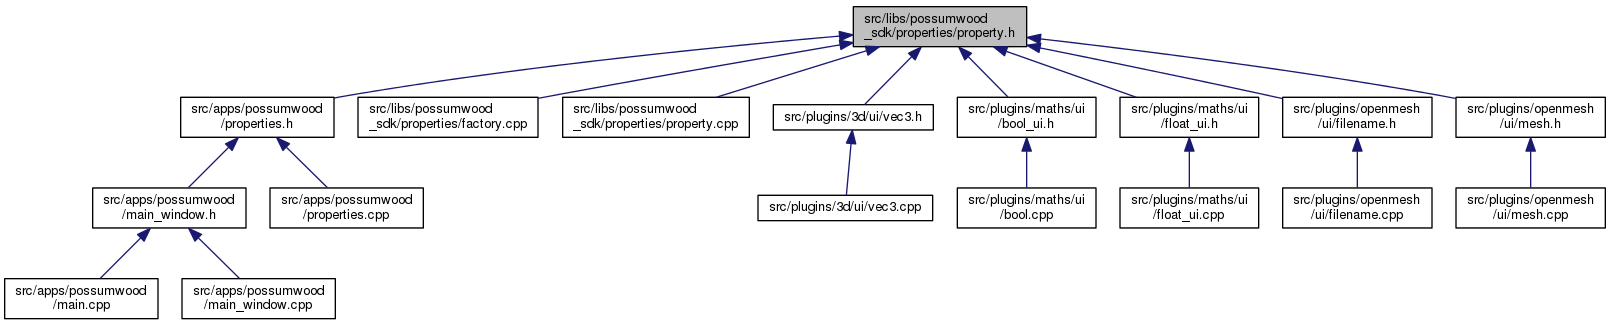 src/libs/possumwood
_sdk/properties/property.h
src/apps/possumwood
/properties.h
src/libs/possumwood
_sdk/properties/factory.cpp
src/libs/possumwood
_sdk/properties/property.cpp
src/plugins/3d/ui/vec3.h
src/plugins/maths/ui
/bool_ui.h
src/plugins/maths/ui
/float_ui.h
src/plugins/openmesh
/ui/filename.h
src/plugins/openmesh
/ui/mesh.h
src/apps/possumwood
/main_window.h
src/apps/possumwood
/properties.cpp
src/plugins/3d/ui/vec3.cpp
src/plugins/maths/ui
/bool.cpp
src/plugins/maths/ui
/float_ui.cpp
src/plugins/openmesh
/ui/filename.cpp
src/plugins/openmesh
/ui/mesh.cpp
src/apps/possumwood
/main.cpp
src/apps/possumwood
/main_window.cpp